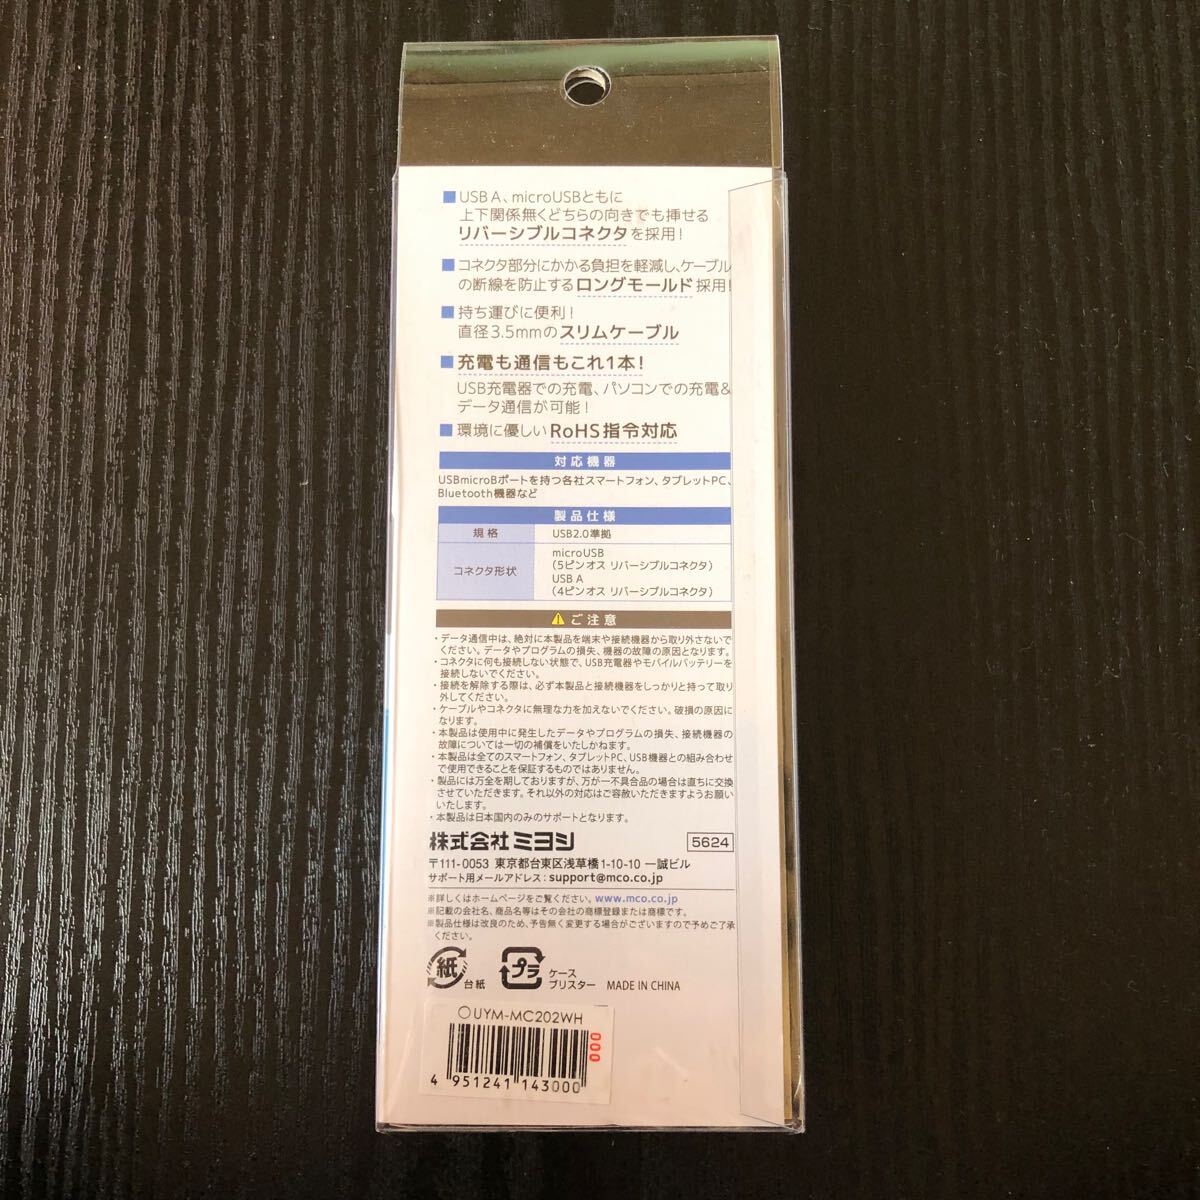 ■USB A、microUSBともに
上下関係無くどちらの向きでも挿せる
リバーシブルコネクタを採用!
■コネクタ部分にかかる負担を軽減し、ケーブル
の断線を防止するロングモールド採用!
■持ち運びに便利!
直径3.5mmのスリムケーブル
■充電も通信もこれ1本!
USB充電器での充電、パソコンでの充電&
データ通信が可能!
■環境に優しいRoHS指令対応
対応機器
USBmicroBポートを持つ各社スマートフォン、タブレットPC、
Bluetooth機器など
製品仕様
規格 USB2.0準拠
コネクタ形状 microUSB
(5ピンオス リバーシブルコネクタ)
USB A
(4ピンオス リバーシブルコネクタ)
⚠ご注意
・データ通信中は、絶対に本製品を端末や接続機器から取り外さないで
ください。データやプログラムの損失、機器の故障の原因となります。
・コネクタに何も接続しない状態で、USB充電器やモバイルバッテリーを
接続しないでください。
・接続を解除する際は、必ず本製品と接続機器をしっかりと持って取り
外してください。
・ケーブルやコネクタに無理な力を加えないでください。破損の原因に
なります。
・本製品は使用中に発生したデータやプログラムの損失、接続機器の
故障については一切の補償をいたしかねます。
・本製品は全てのスマートフォン、タブレットPC、USB機器との組み合わせ
で使用できることを保証するものではありません。
・製品には万全を期しておりますが、万が一不具合品の場合は直ちに交換
させていただきます。それ以外の対応はご容赦いただきますようお願い
いたします。
・本製品は日本国内のみのサポートとなります。
株式会社ミヨシ 5624
〒111-0053 東京都台東区浅草橋1-10-10 一誠ビル
サポート用メールアドレス:support@mco.co.jp
※詳しくはホームページをご覧ください。www.mco.co.jp
※記載の会社名、商品名等はその会社の商標登録または商標です。
※製品仕様は改良のため、予告無く変更する場合がございますので予めご了承
ください。
紙 台紙 プラ ケース
ブリスター MADE IN CHINA
○UYM-MC202WH
000
4 951241 143000